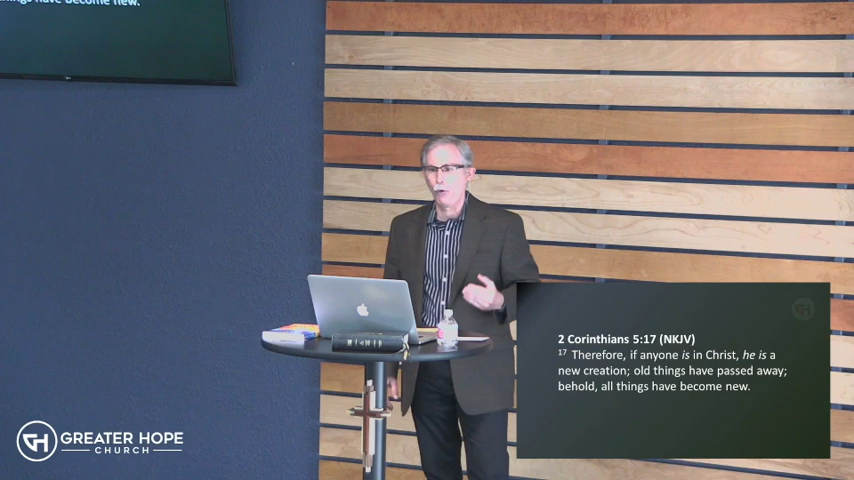 things have become new.
2 Corinthians 5:17 (NKJV)
17 Therefore, if anyone is in Christ, he is a
new creation; old things have passed away;
behold, all things have become new.
GH GREATER HOPE
CHURCH